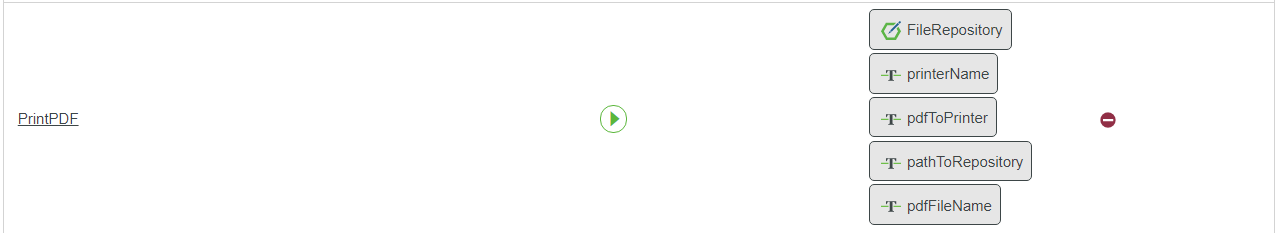 PrintPDF
FileRepository
printerName
pdfToPrinter
pathToRepository
pdfFileName